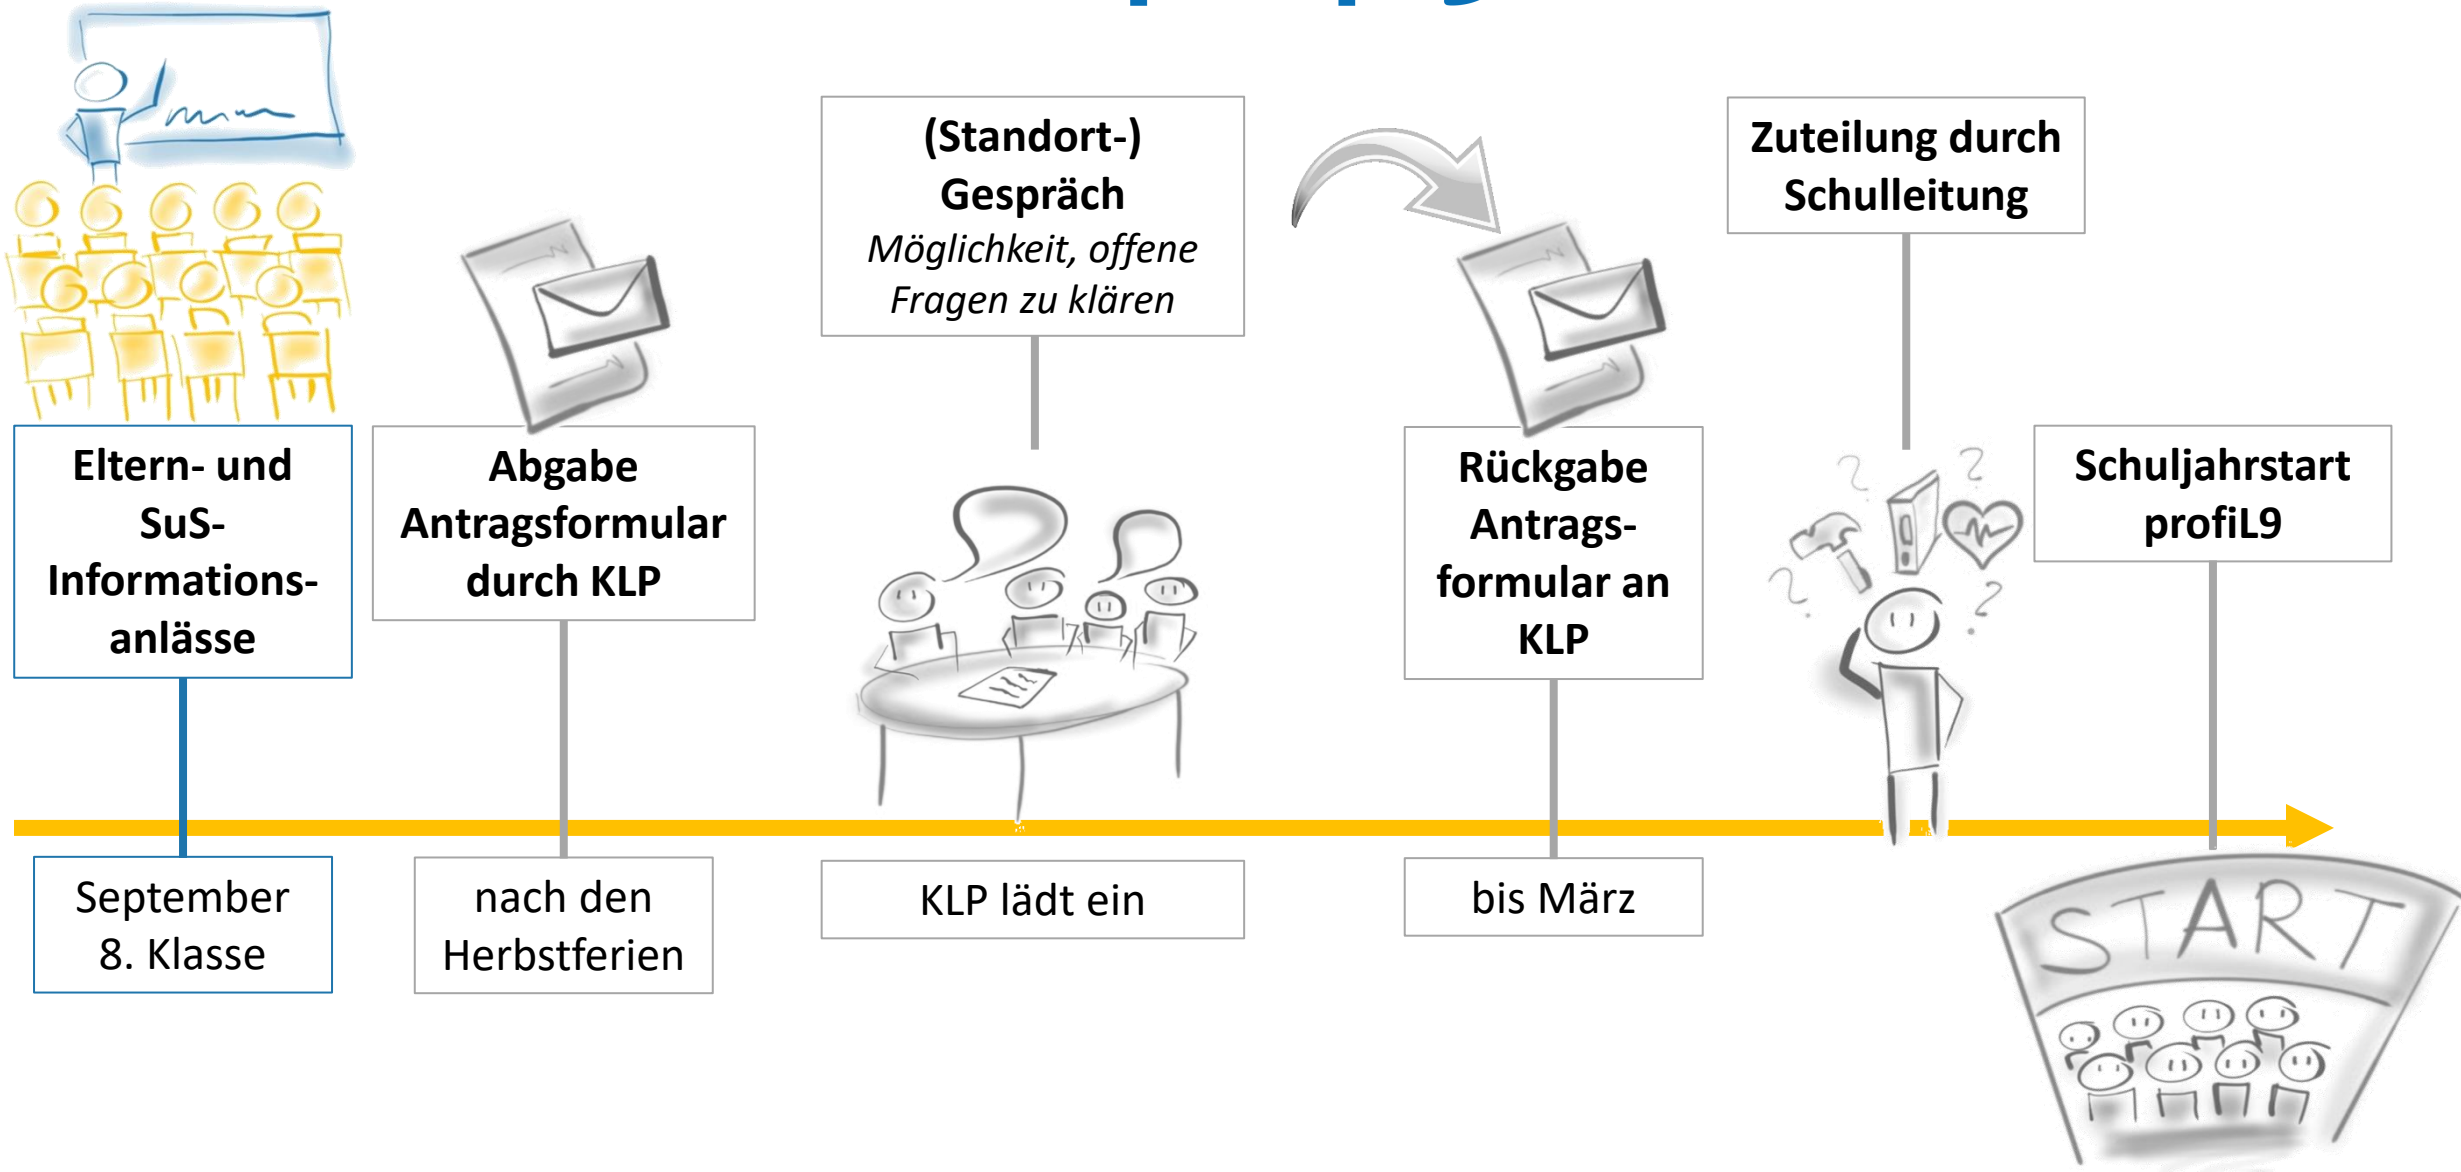 Eltern- und
SuS-
Informations-
anlässe
September
8. Klasse
Abgabe
Antragsformular
durch KLP
nach den
Herbstferien
(Standort-)
Gespräch
Möglichkeit, offene
Fragen zu klären
KLP lädt ein
Rückgabe
Antrags-
formular an
KLP
bis März
Zuteilung durch
Schulleitung
? ? ? ?
Schuljahrstart
profiL9
START